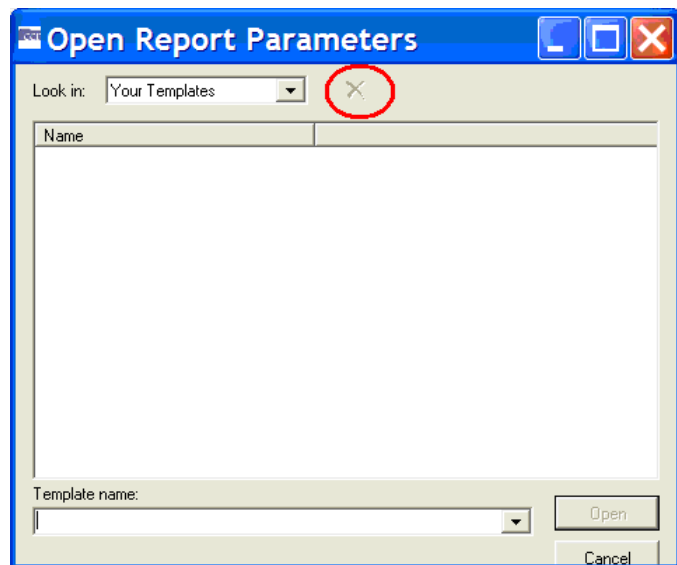 Open Report Parameters
Look in: Your Templates
Name
Template name:
Open
Cancel